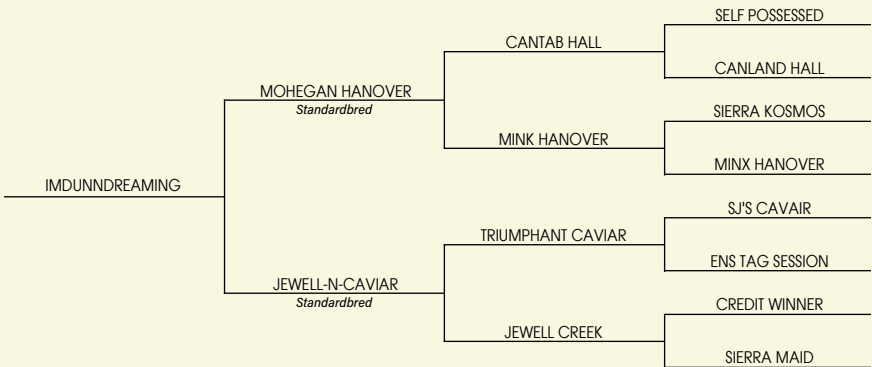 SELF POSSESSED
CANTAB HALL
CANLAND HALL
MOHEGAN HANOVER
Standardbred
SIERRA KOSMOS
MINK HANOVER
MINX HANOVER
IMDUNNDREAMING
SJ'S CAVAIR
TRIUMPHANT CAVIAR
ENS TAG SESSION
JEWELL-N-CAVIAR
Standardbred
CREDIT WINNER
JEWELL CREEK
SIERRA MAID